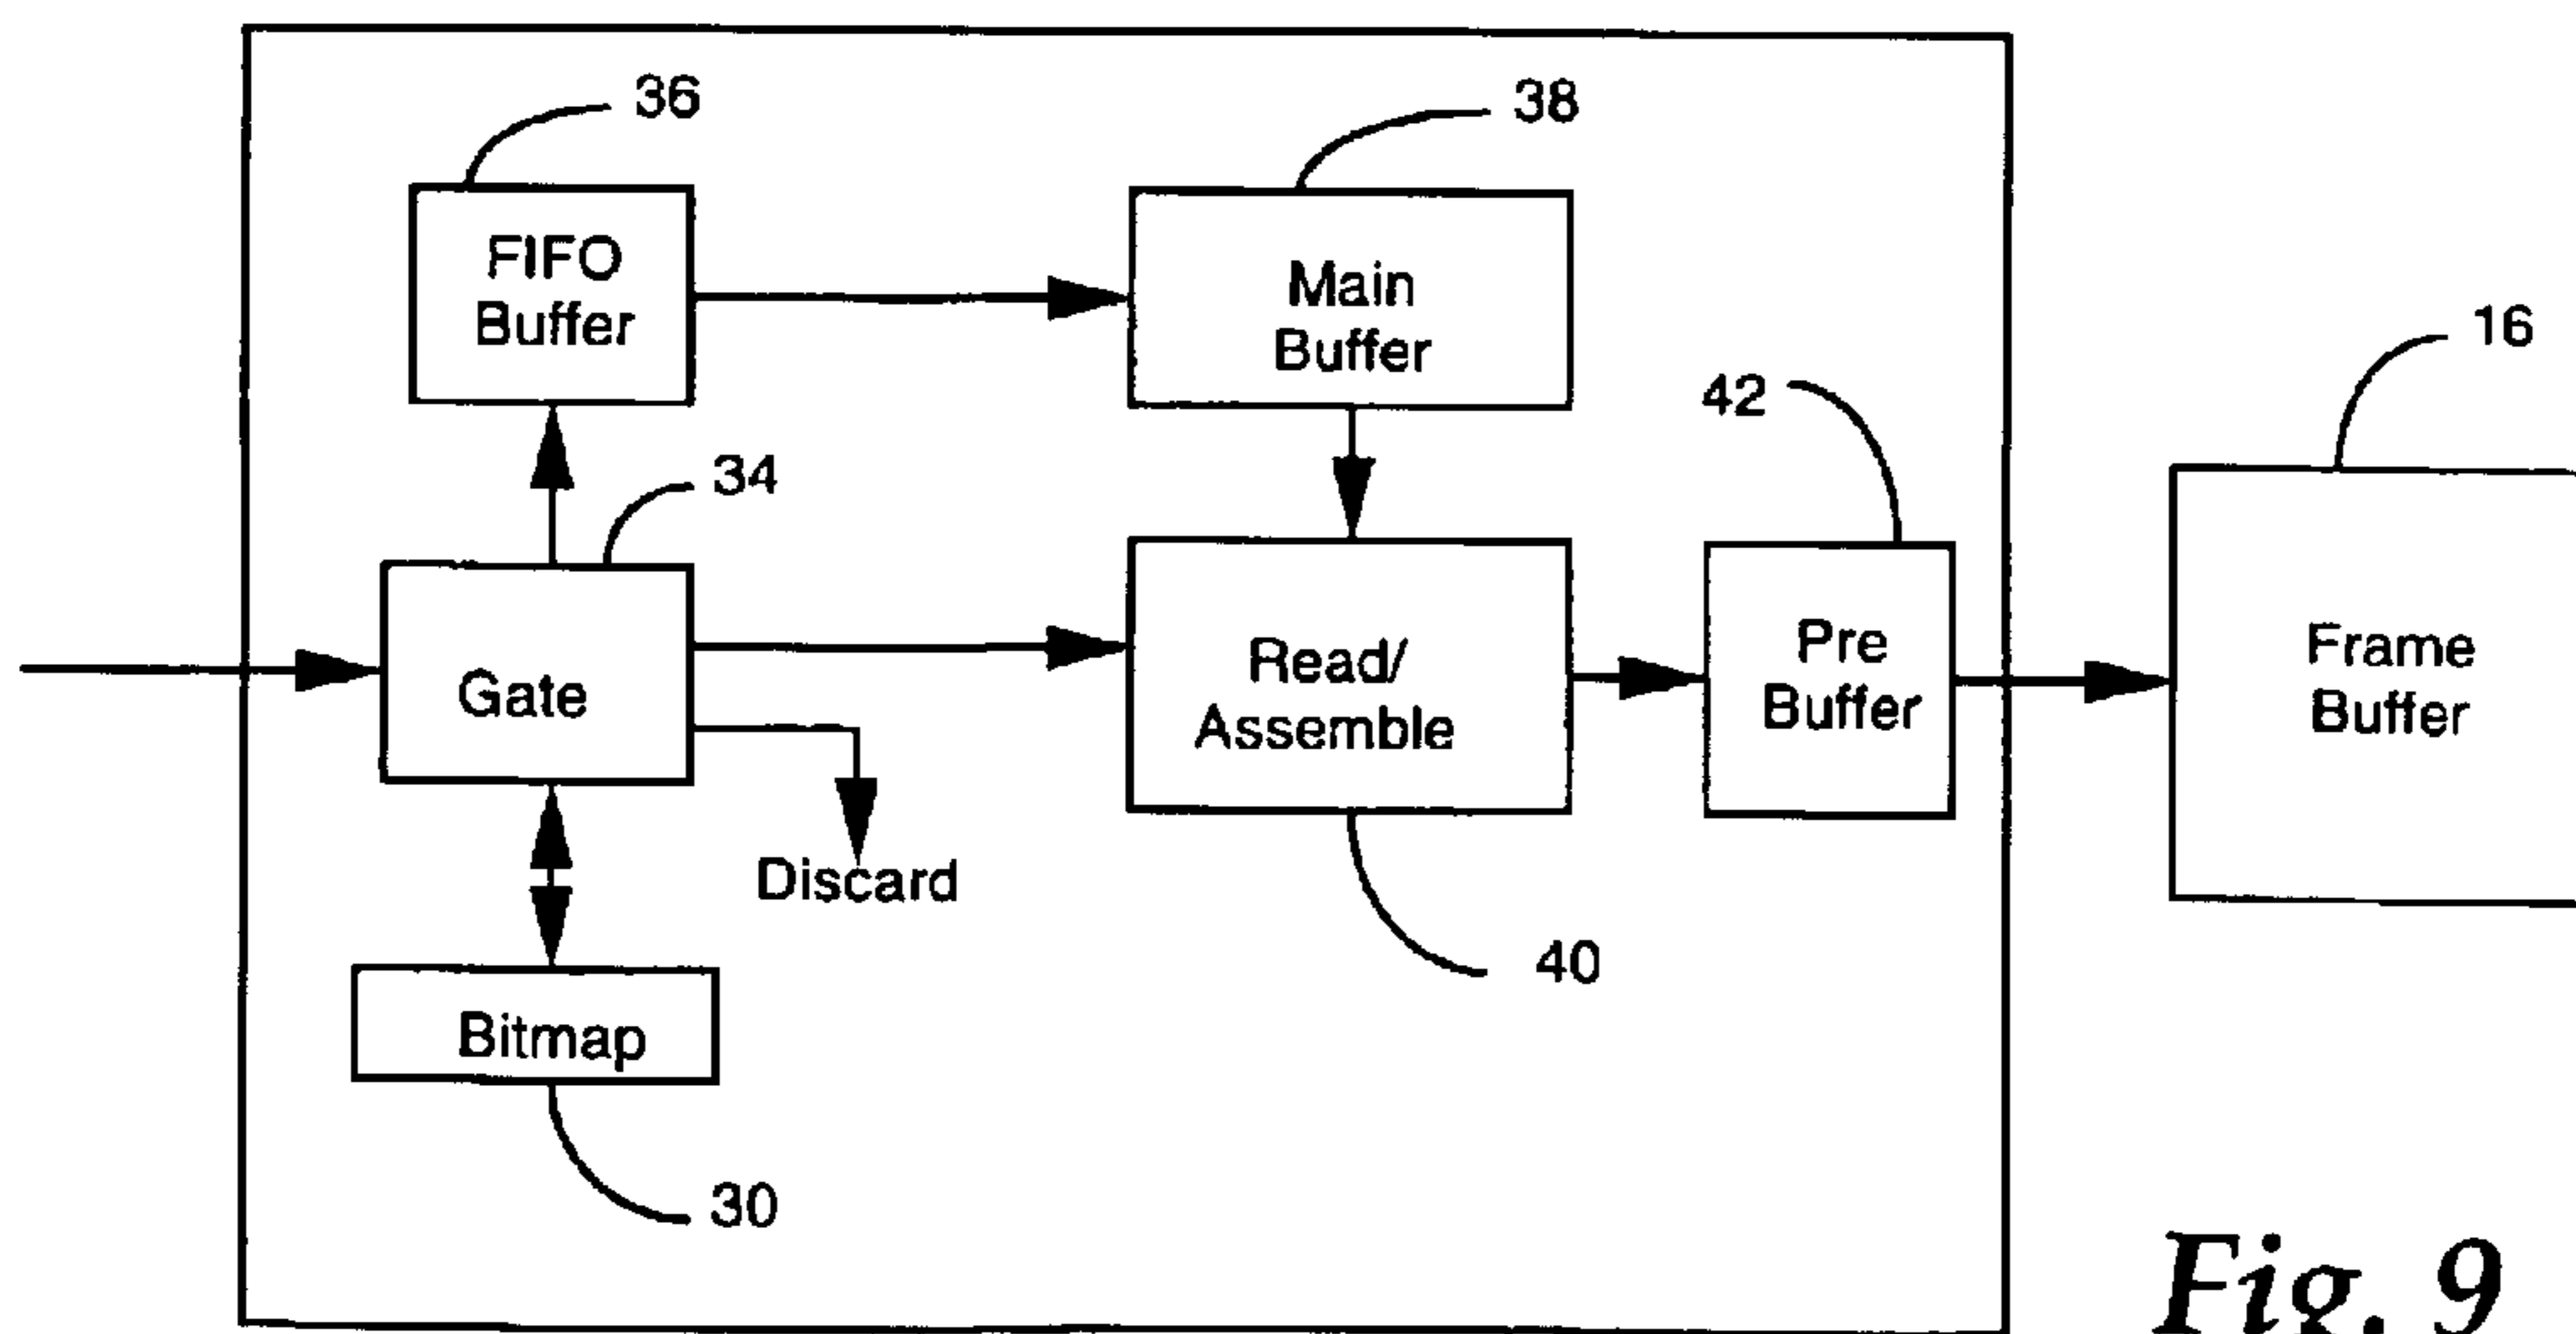 36
38
FIFO
Buffer
Main
Buffer
16
42
34
Gate
Read/
Assemble
Pre
Buffer
Frame
Buffer
Discard
40
Bitmap
30
Fig. 9